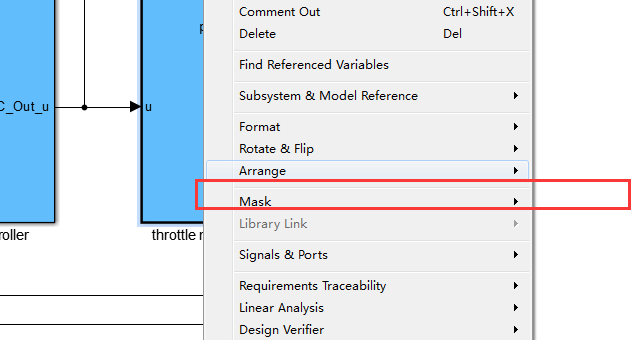 Comment Out Ctrl+Shift+X
Delete Del
Find Referenced Variables
Subsystem & Model Reference
C_Out_u
u
Format
Rotate & Flip
Arrange
Mask
Library Link
roller
throttle
Signals & Ports
Requirements Traceability
Linear Analysis
Design Verifier